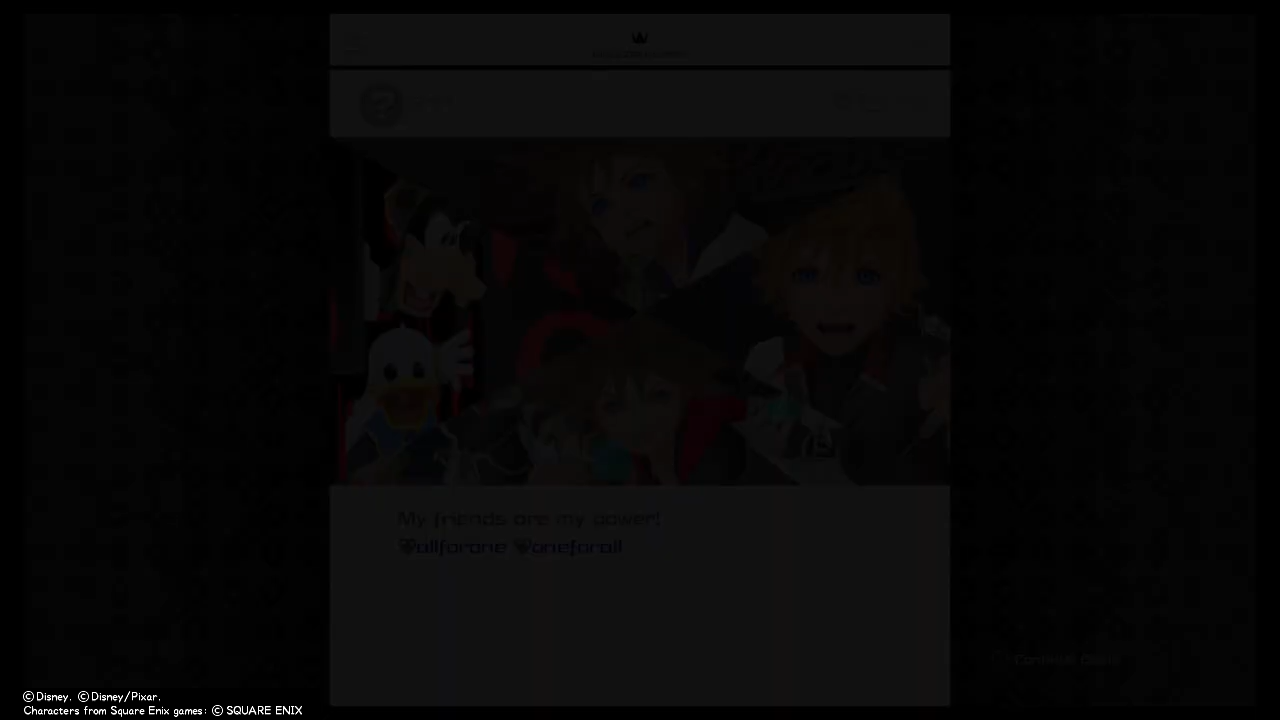 My friends are my power!
allforone oneforall
©Disney. ©Disney/Pixar.
Characters from Square Enix games: © SQUARE ENIX